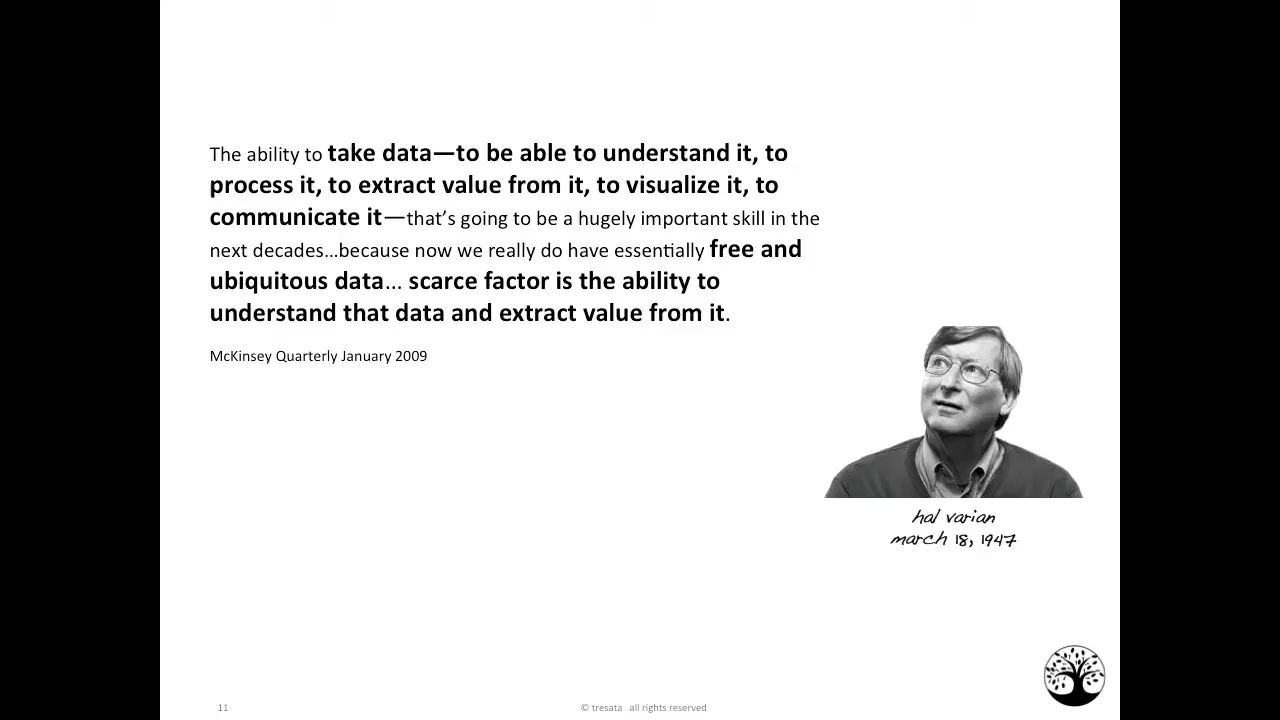 The ability to take data—to be able to understand it, to
process it, to extract value from it, to visualize it, to
communicate it—that’s going to be a hugely important skill in the
next decades…because now we really do have essentially free and
ubiquitous data… scarce factor is the ability to
understand that data and extract value from it.
McKinsey Quarterly January 2009
hal varian
march 18, 1947
11
© tresata all rights reserved